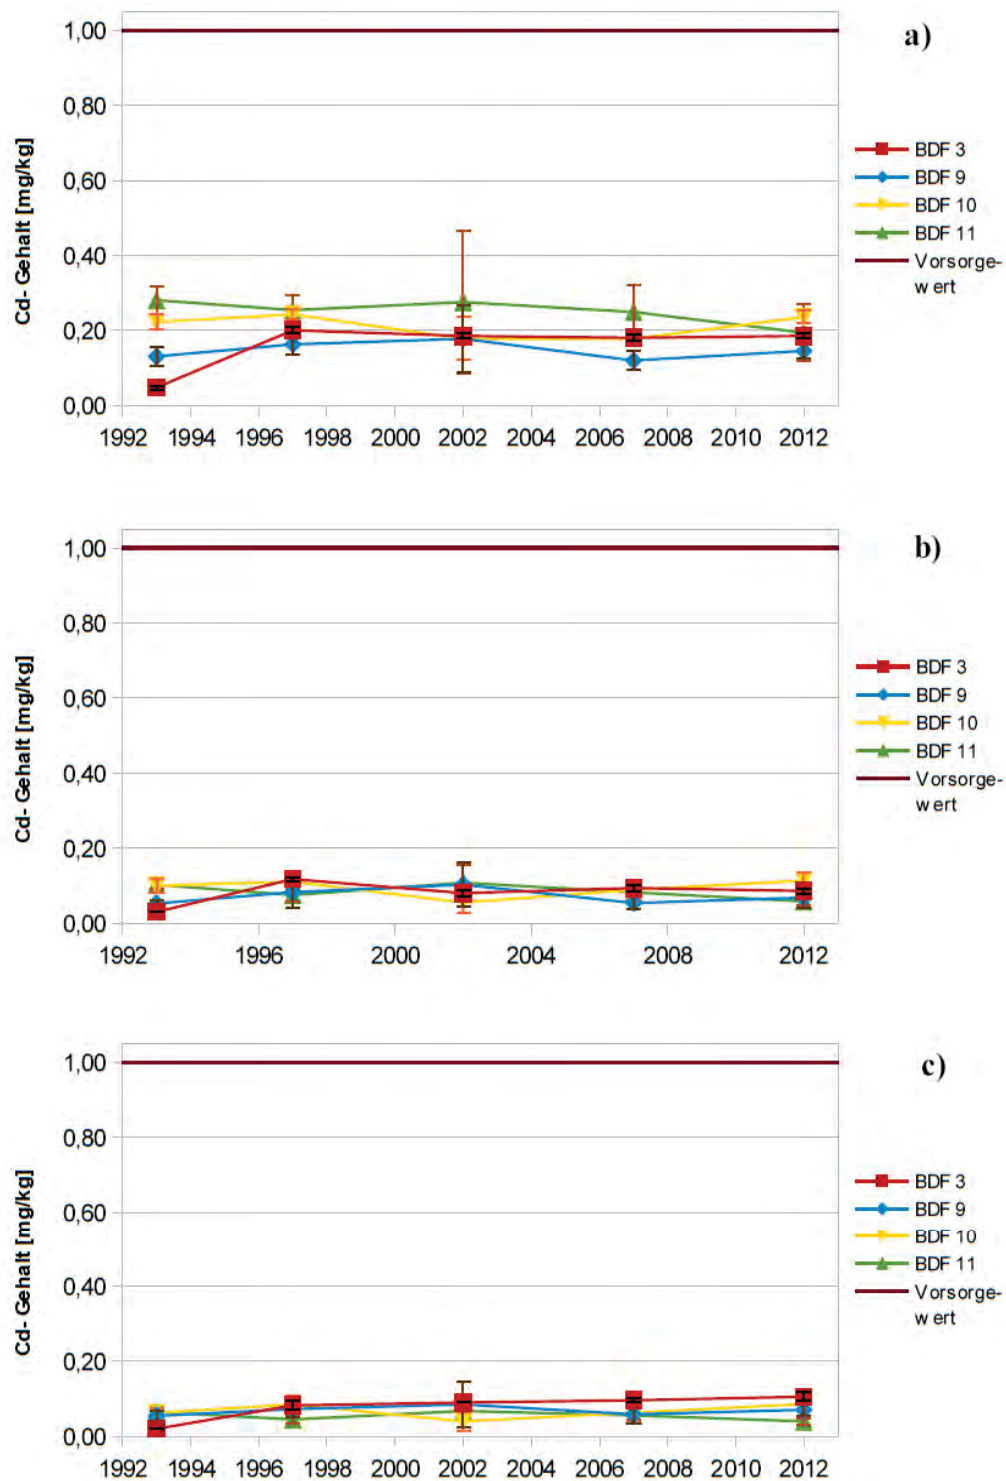 a)
Cd- Gehalt [mg/kg]
1,00
0,80
0,60
0,40
0,20
0,00
1992 1994 1996 1998 2000 2002 2004 2006 2008 2010 2012
BDF 3
BDF 9
BDF 10
BDF 11
Vorsorge-
wert
b)
Cd- Gehalt [mg/kg]
1,00
0,80
0,60
0,40
0,20
0,00
1992 1996 2000 2004 2008 2012
BDF 3
BDF 9
BDF 10
BDF 11
Vorsorge-
wert
c)
Cd- Gehalt [mg/kg]
1,00
0,80
0,60
0,40
0,20
0,00
1992 1994 1996 1998 2000 2002 2004 2006 2008 2010 2012
BDF 3
BDF 9
BDF 10
BDF 11
Vorsorge-
wert